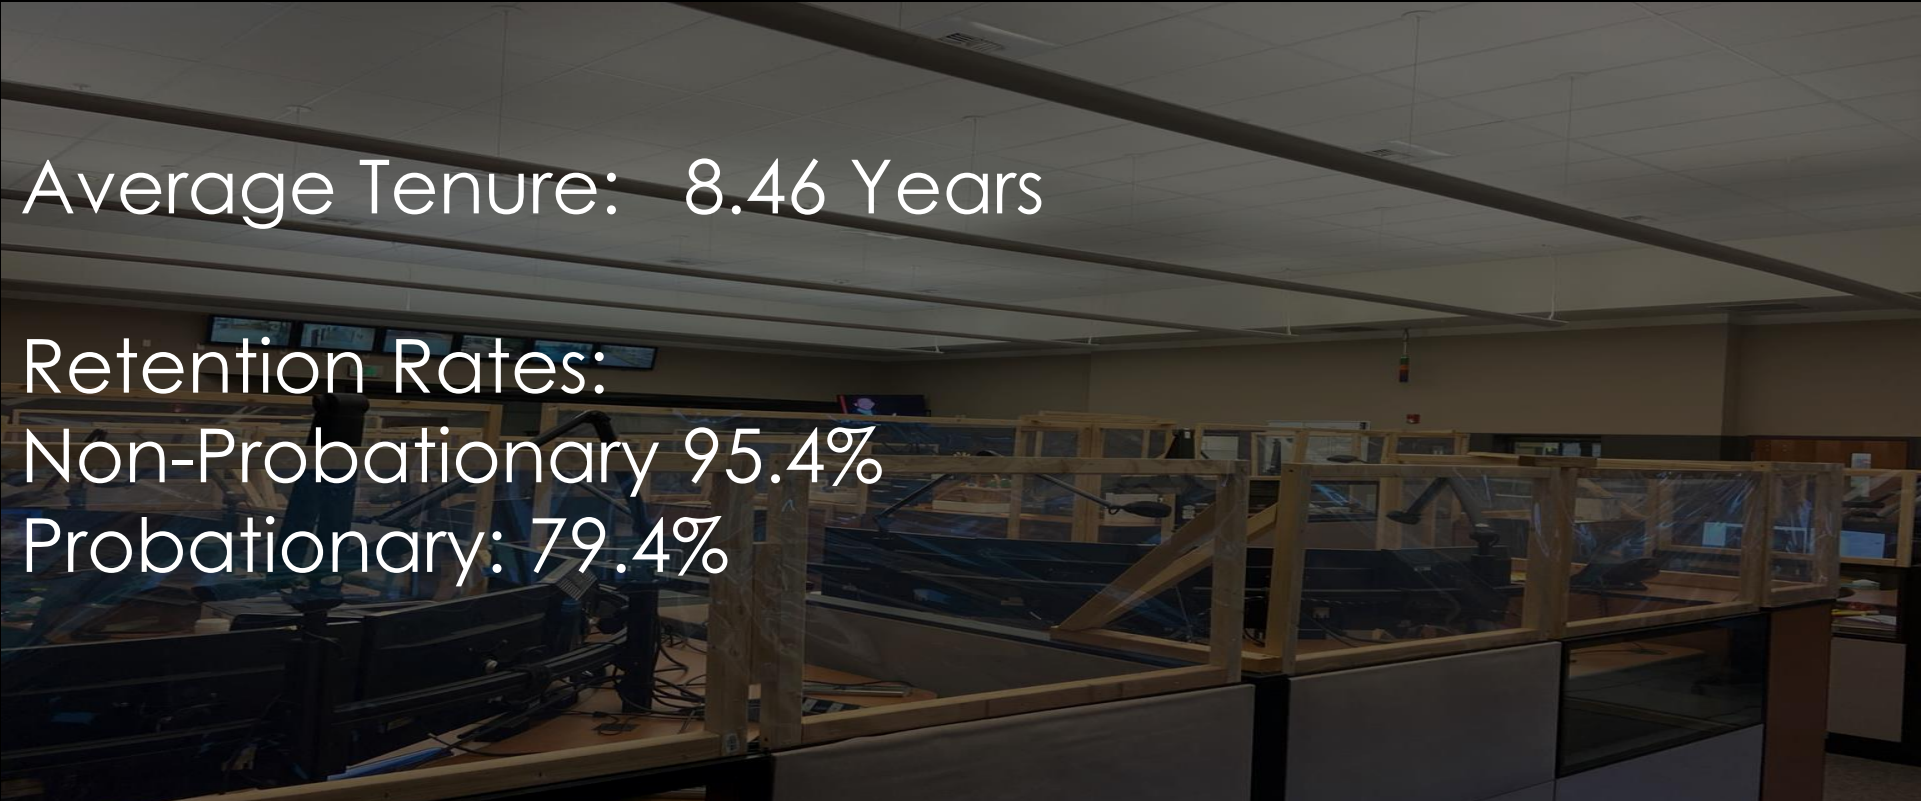 Average Tenure: 8.46 Years
Retention Rates:
Non-Probationary 95.4%
Probationary: 79.4%